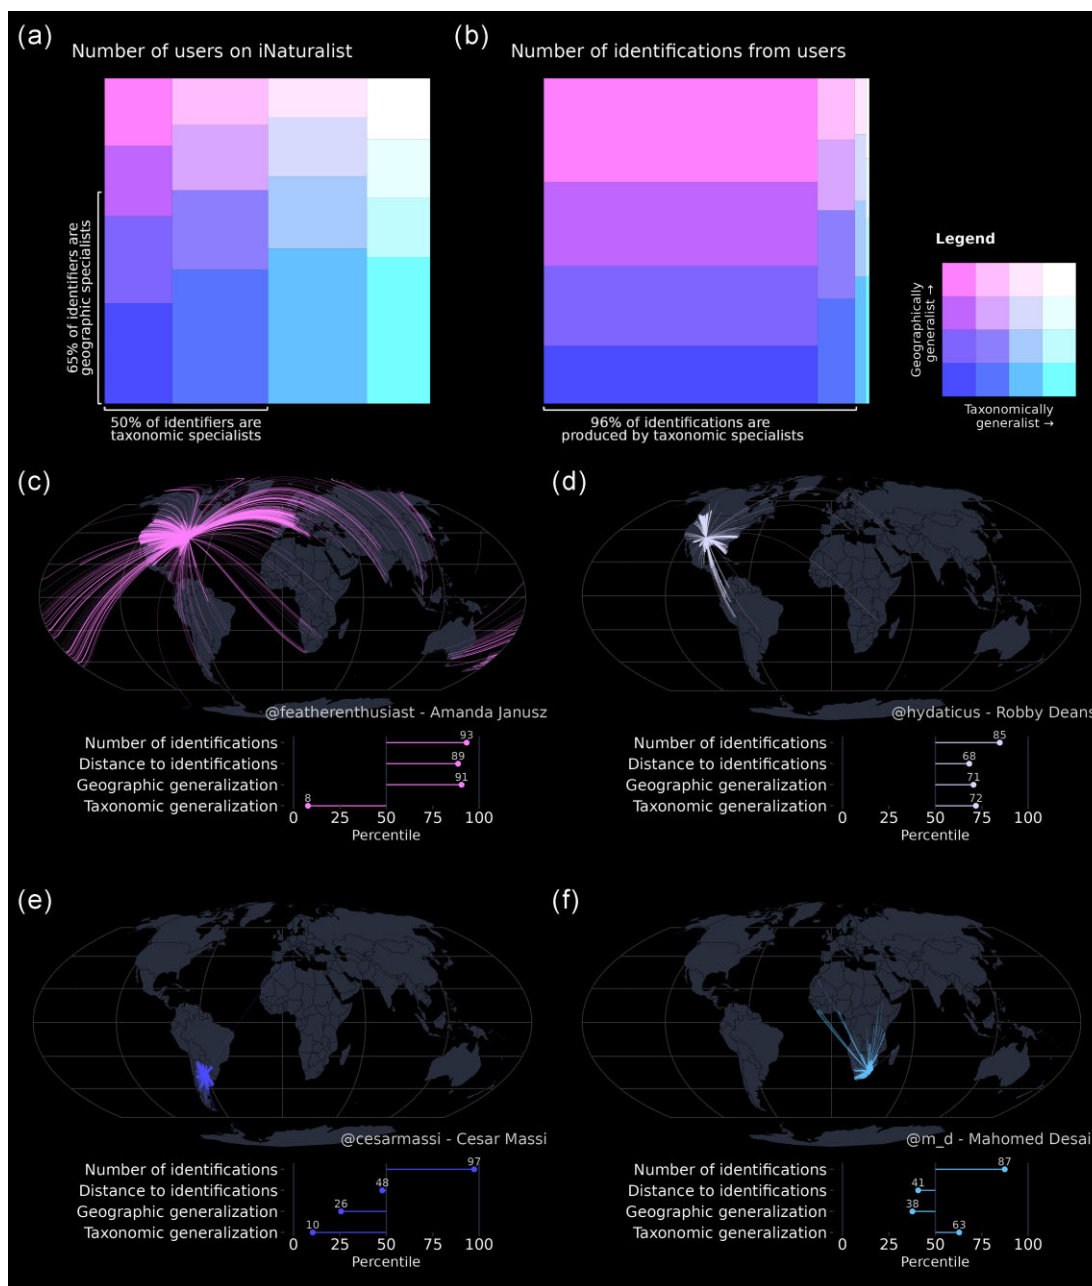 (a)
Number of users on iNaturalist
65% of identifiers are
geographic specialists
50% of identifiers are
taxonomic specialists
(b)
Number of identifications from users
96% of identifications are
produced by taxonomic specialists
Legend
Geographically
generalist →
Taxonomically
generalist →
(c)
@featherenthusiast - Amanda Janusz
Number of identifications
93
Distance to identifications
89
Geographic generalization
91
Taxonomic generalization
8
0 25 50 75 100
Percentile
(d)
@hydaticus - Robby Deans
Number of identifications
85
Distance to identifications
68
Geographic generalization
71
Taxonomic generalization
72
0 25 50 75 100
Percentile
(e)
@cesarmassi - Cesar Massi
Number of identifications
97
Distance to identifications
48
Geographic generalization
26
Taxonomic generalization
10
0 25 50 75 100
Percentile
(f)
@m_d - Mahomed Desai
Number of identifications
87
Distance to identifications
41
Geographic generalization
38
Taxonomic generalization
63
0 25 50 75 100
Percentile